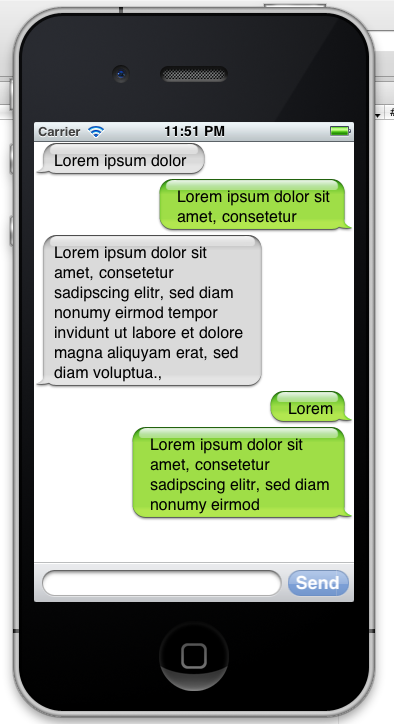 Carrier 11:51 PM
Lorem ipsum dolor
Lorem ipsum dolor sit
amet, consetetur
Lorem ipsum dolor sit
amet, consetetur
sadipscing elitr, sed diam
nonumy eirmod tempor
invidunt ut labore et dolore
magna aliquyam erat, sed
diam voluptua.,
Lorem
Lorem ipsum dolor sit
amet, consetetur
sadipscing elitr, sed diam
nonumy eirmod
Send